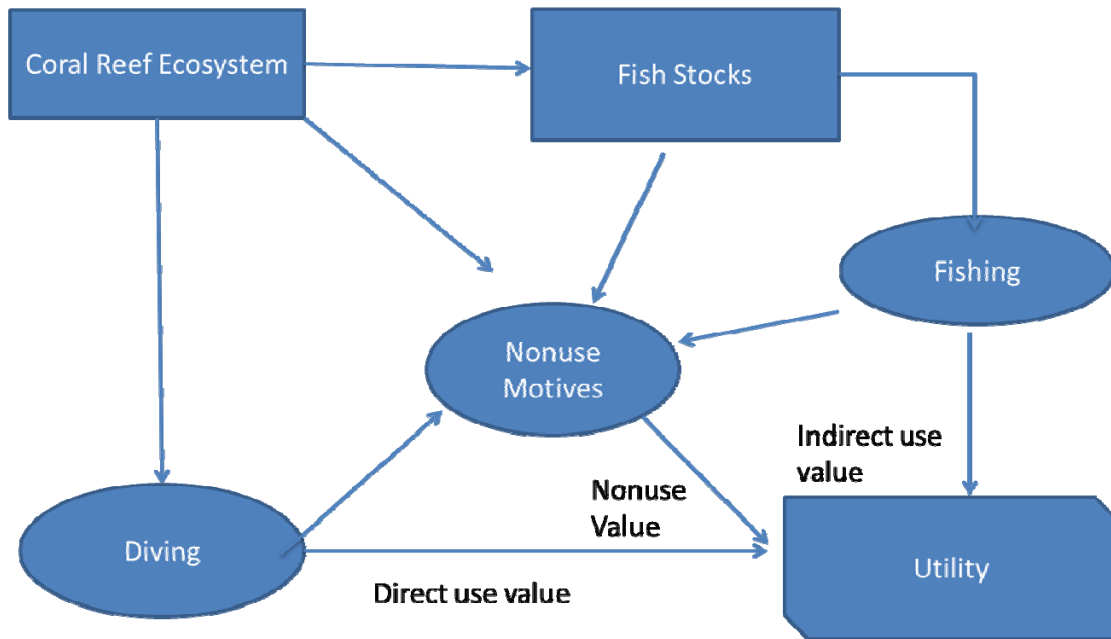 Coral Reef Ecosystem
Fish Stocks
Fishing
Nonuse
Motives
Indirect use
value
Nonuse
Value
Diving
Direct use value
Utility